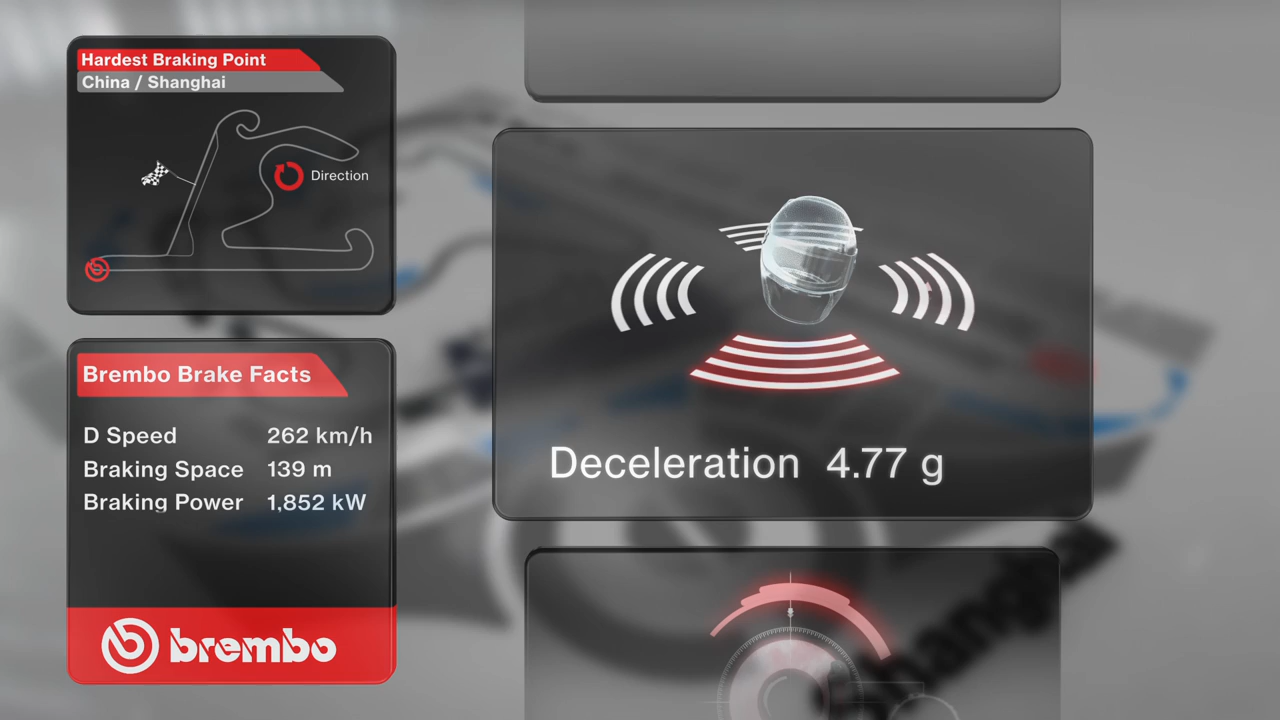 Hardest Braking Point
China / Shanghai
Direction
Brembo Brake Facts
D Speed 262 km/h
Braking Space 139 m
Braking Power 1,852 kW
brembo
Deceleration 4.77 g
shanghai